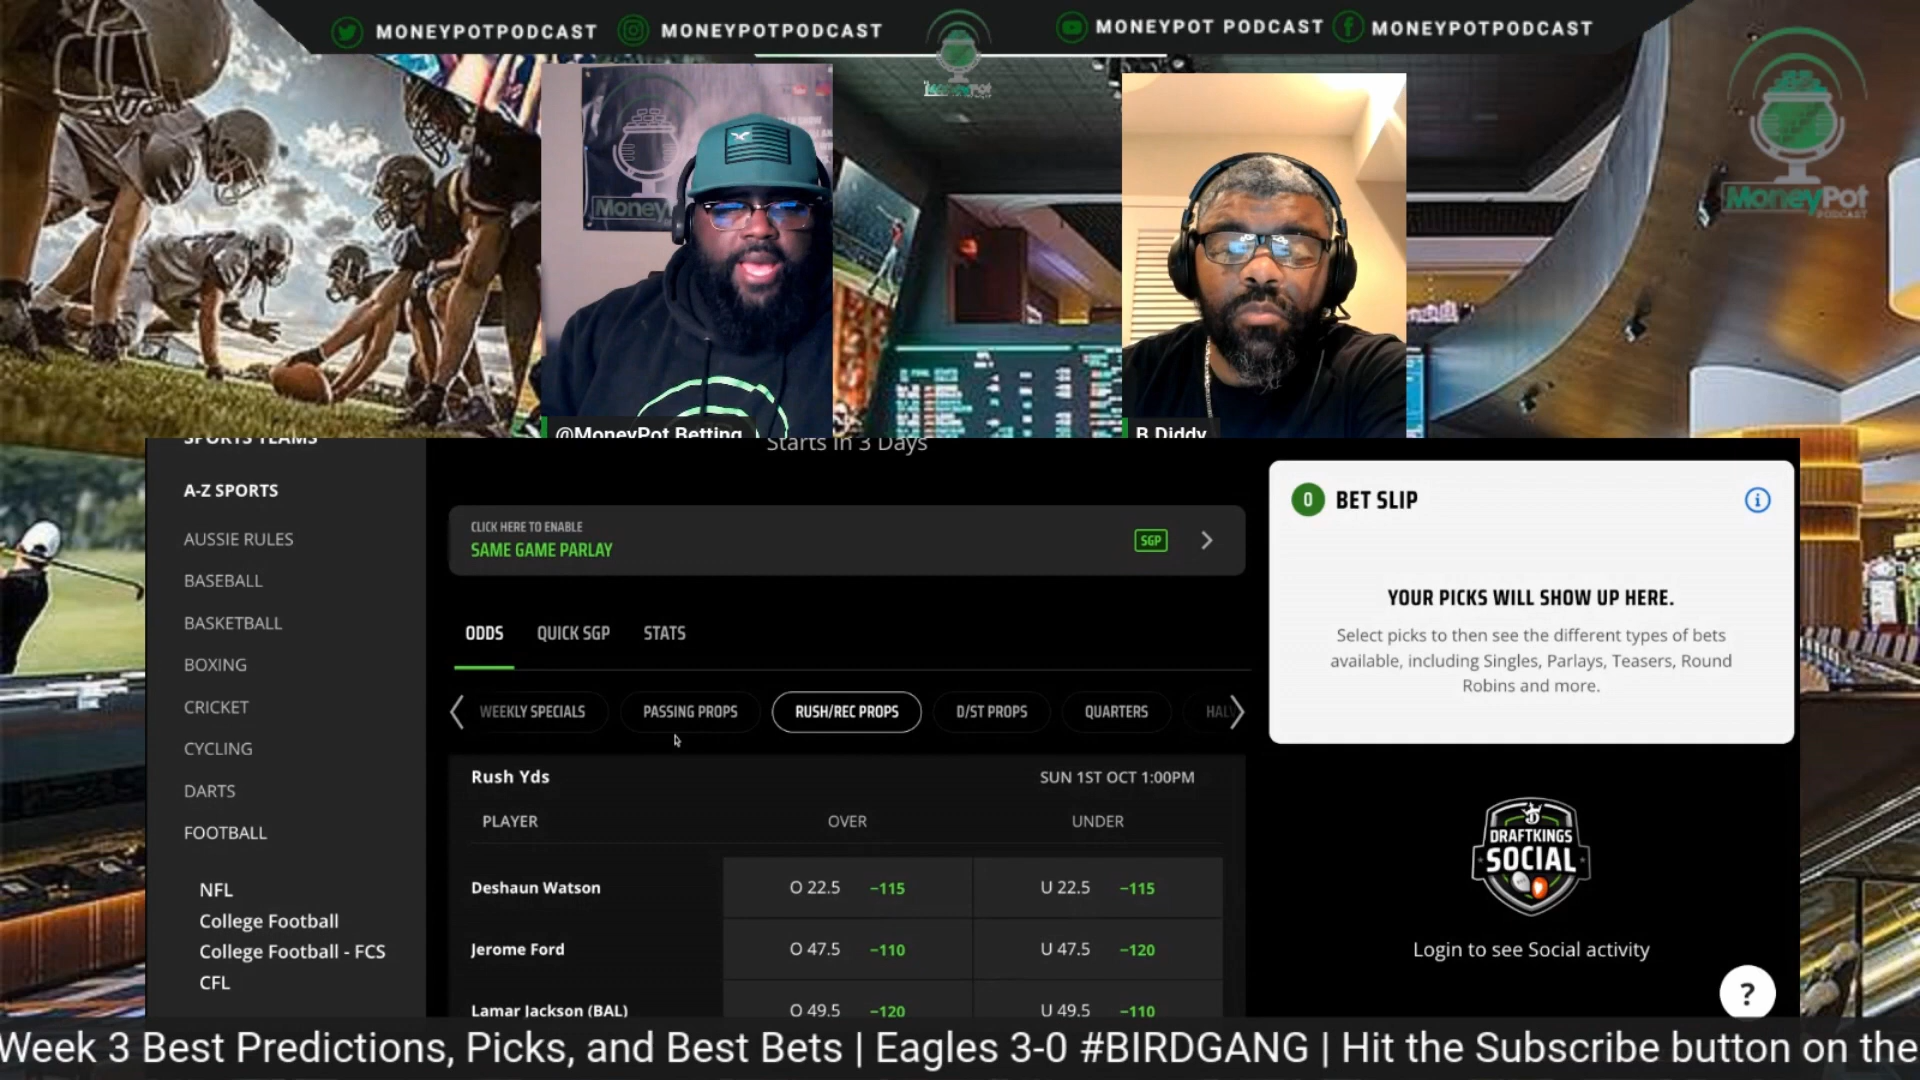 MONEYPOTPODCAST
MONEYPOTPODCAST
MONEYPOT PODCAST
MONEYPOTPODCAST
MoneyPot
MoneyPot
PODCAST
Money
@MoneyPot Betting
B Diddy
SPORTS TEAMS
A-Z SPORTS
AUSSIE RULES
BASEBALL
BASKETBALL
BOXING
CRICKET
CYCLING
DARTS
FOOTBALL
NFL
College Football
College Football - FCS
CFL
Starts In 3 Days
CLICK HERE TO ENABLE
SAME GAME PARLAY
SGP
ODDS QUICK SGP STATS
WEEKLY SPECIALS PASSING PROPS RUSH/REC PROPS D/ST PROPS QUARTERS HAL
Rush Yds SUN 1ST OCT 1:00PM
PLAYER OVER UNDER
Deshaun Watson O 22.5 −115 U 22.5 −115
Jerome Ford O 47.5 −110 U 47.5 −120
Lamar Jackson (BAL) O 49.5 −120 U 49.5 −110
0 BET SLIP i
YOUR PICKS WILL SHOW UP HERE.
Select picks to then see the different types of bets
available, including Singles, Parlays, Teasers, Round
Robins and more.
DRAFTKINGS
SOCIAL
Login to see Social activity
?
Week 3 Best Predictions, Picks, and Best Bets | Eagles 3-0 #BIRDGANG | Hit the Subscribe button on the